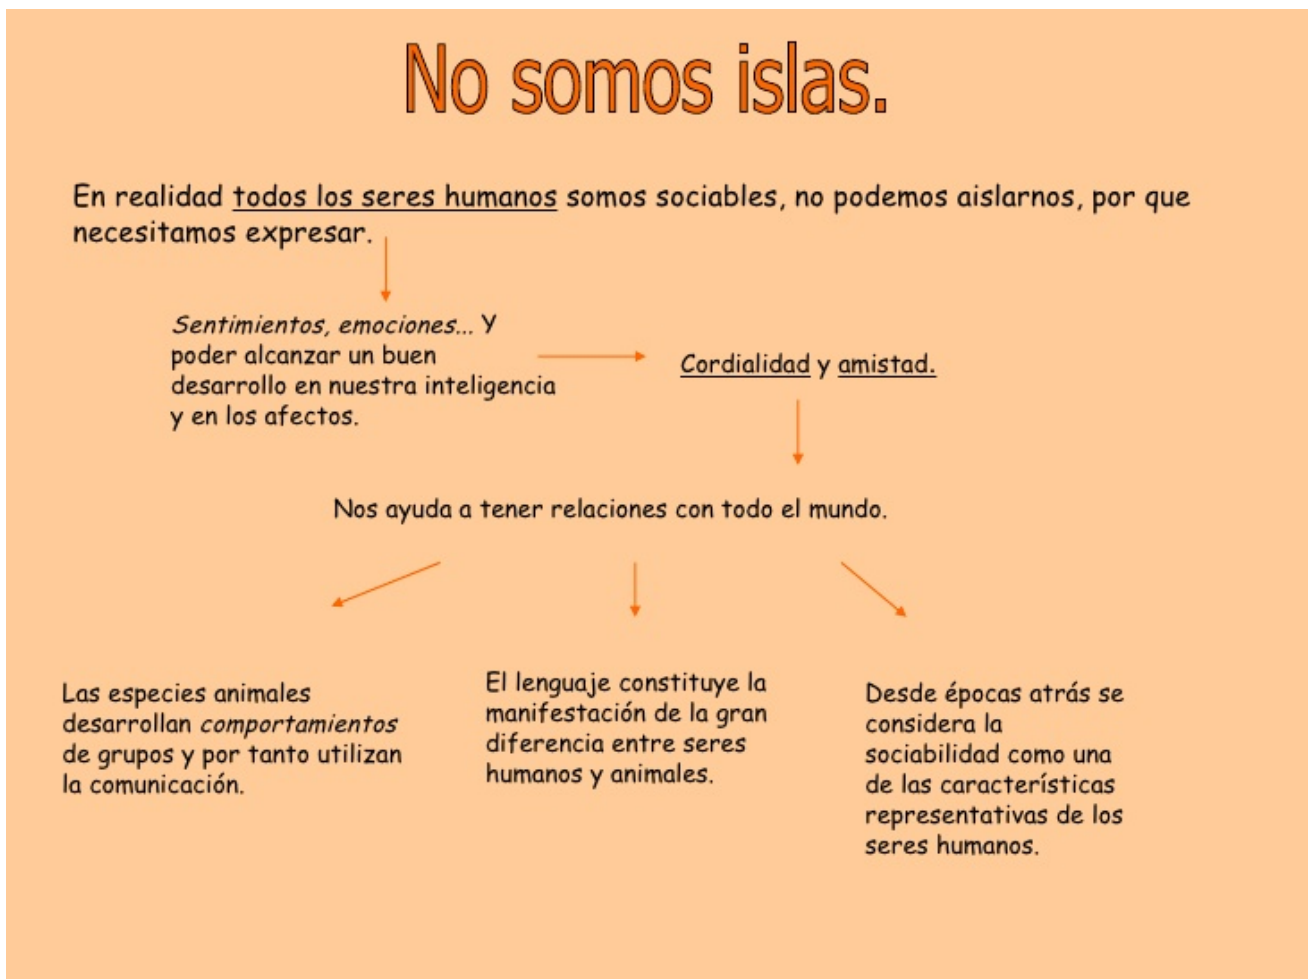 No somos islas.
En realidad todos los seres humanos somos sociables, no podemos aislarnos, por que
necesitamos expresar.
Sentimientos, emociones... Y
poder alcanzar un buen
desarrollo en nuestra inteligencia
y en los afectos.
Cordialidad y amistad.
Nos ayuda a tener relaciones con todo el mundo.
Las especies animales
desarrollan comportamientos
de grupos y por tanto utilizan
la comunicación.
El lenguaje constituye la
manifestación de la gran
diferencia entre seres
humanos y animales.
Desde épocas atrás se
considera la
sociabilidad como una
de las características
representativas de los
seres humanos.